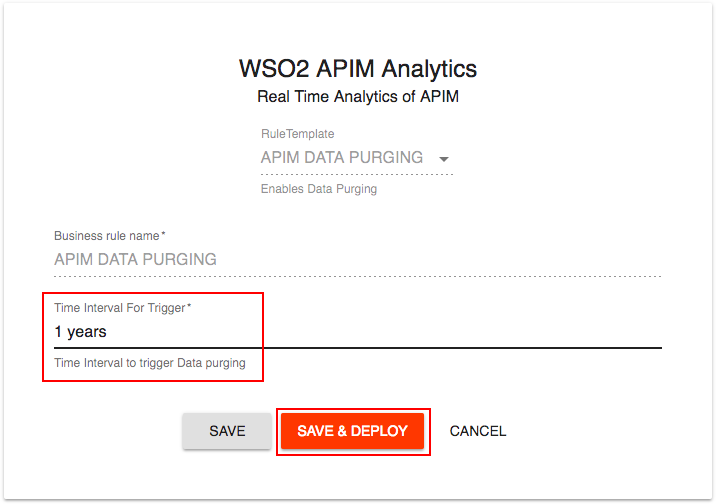 WSO2 APIM Analytics
Real Time Analytics of APIM
RuleTemplate
APIM DATA PURGING
Enables Data Purging
Business rule name*
APIM DATA PURGING
Time Interval For Trigger*
1 years
Time Interval to trigger Data purging
SAVE SAVE & DEPLOY CANCEL